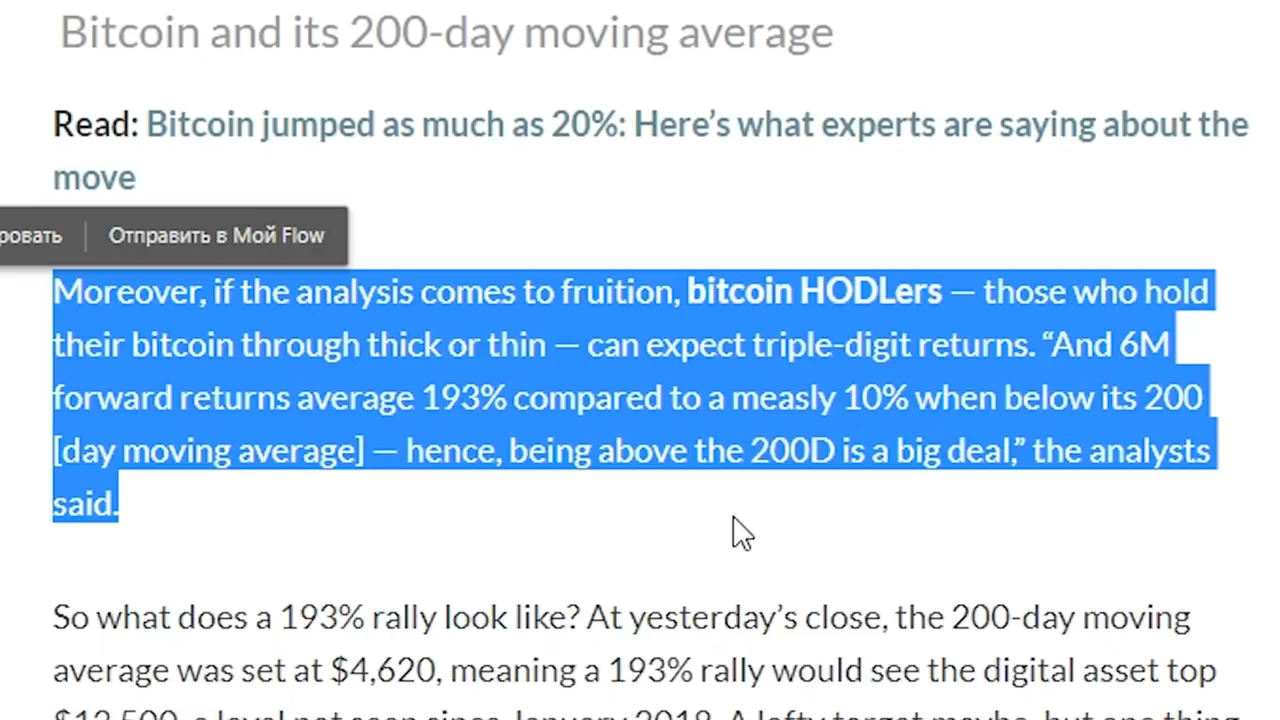 Bitcoin and its 200-day moving average
Read: Bitcoin jumped as much as 20%: Here’s what experts are saying about the
move
Отправить в Мой Flow
Moreover, if the analysis comes to fruition, bitcoin HODLers — those who hold
their bitcoin through thick or thin — can expect triple-digit returns. “And 6M
forward returns average 193% compared to a measly 10% when below its 200
[day moving average] — hence, being above the 200D is a big deal,” the analysts
said.
So what does a 193% rally look like? At yesterday’s close, the 200-day moving
average was set at $4,620, meaning a 193% rally would see the digital asset top